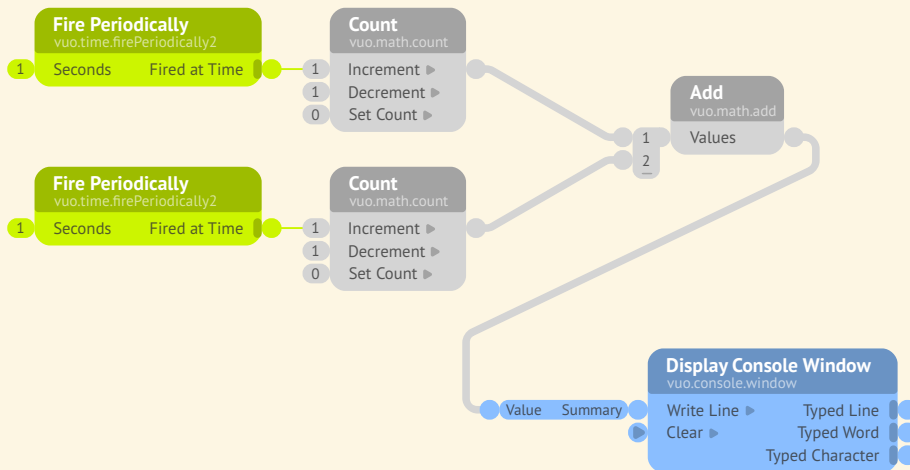 Fire Periodically
vuo.time.firePeriodically2
1 Seconds Fired at Time
Count
vuo.math.count
1 Increment
1 Decrement
0 Set Count
Add
vuo.math.add
1 Values
2
Fire Periodically
vuo.time.firePeriodically2
1 Seconds Fired at Time
Count
vuo.math.count
1 Increment
1 Decrement
0 Set Count
Display Console Window
vuo.console.window
Value Summary Write Line Typed Line
Clear Typed Word
Typed Character